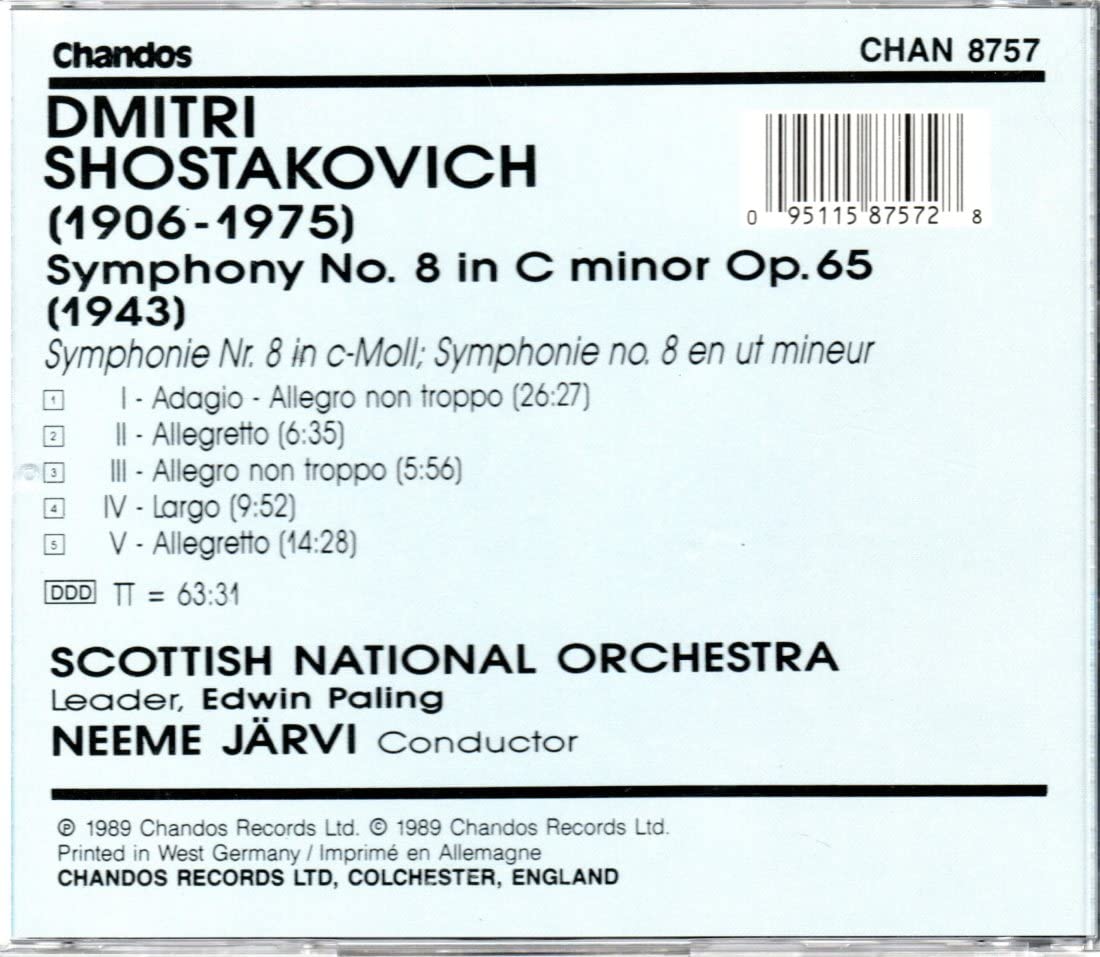 Chandos
CHAN 8757
DMITRI
SHOSTAKOVICH
(1906-1975)
Symphony No. 8 in C minor Op. 65
(1943)
Symphonie Nr. 8 in c-Moll; Symphonie no. 8 en ut mineur
1 I - Adagio - Allegro non troppo (26:27)
2 II - Allegretto (6:35)
3 III - Allegro non troppo (5:56)
4 IV - Largo (9:52)
5 V - Allegretto (14:28)
DDD TT = 63:31
SCOTTISH NATIONAL ORCHESTRA
Leader, Edwin Paling
NEEME JÄRVI Conductor
℗ 1989 Chandos Records Ltd. © 1989 Chandos Records Ltd.
Printed in West Germany / Imprimé en Allemagne
CHANDOS RECORDS LTD, COLCHESTER, ENGLAND
0 95115 87572 8